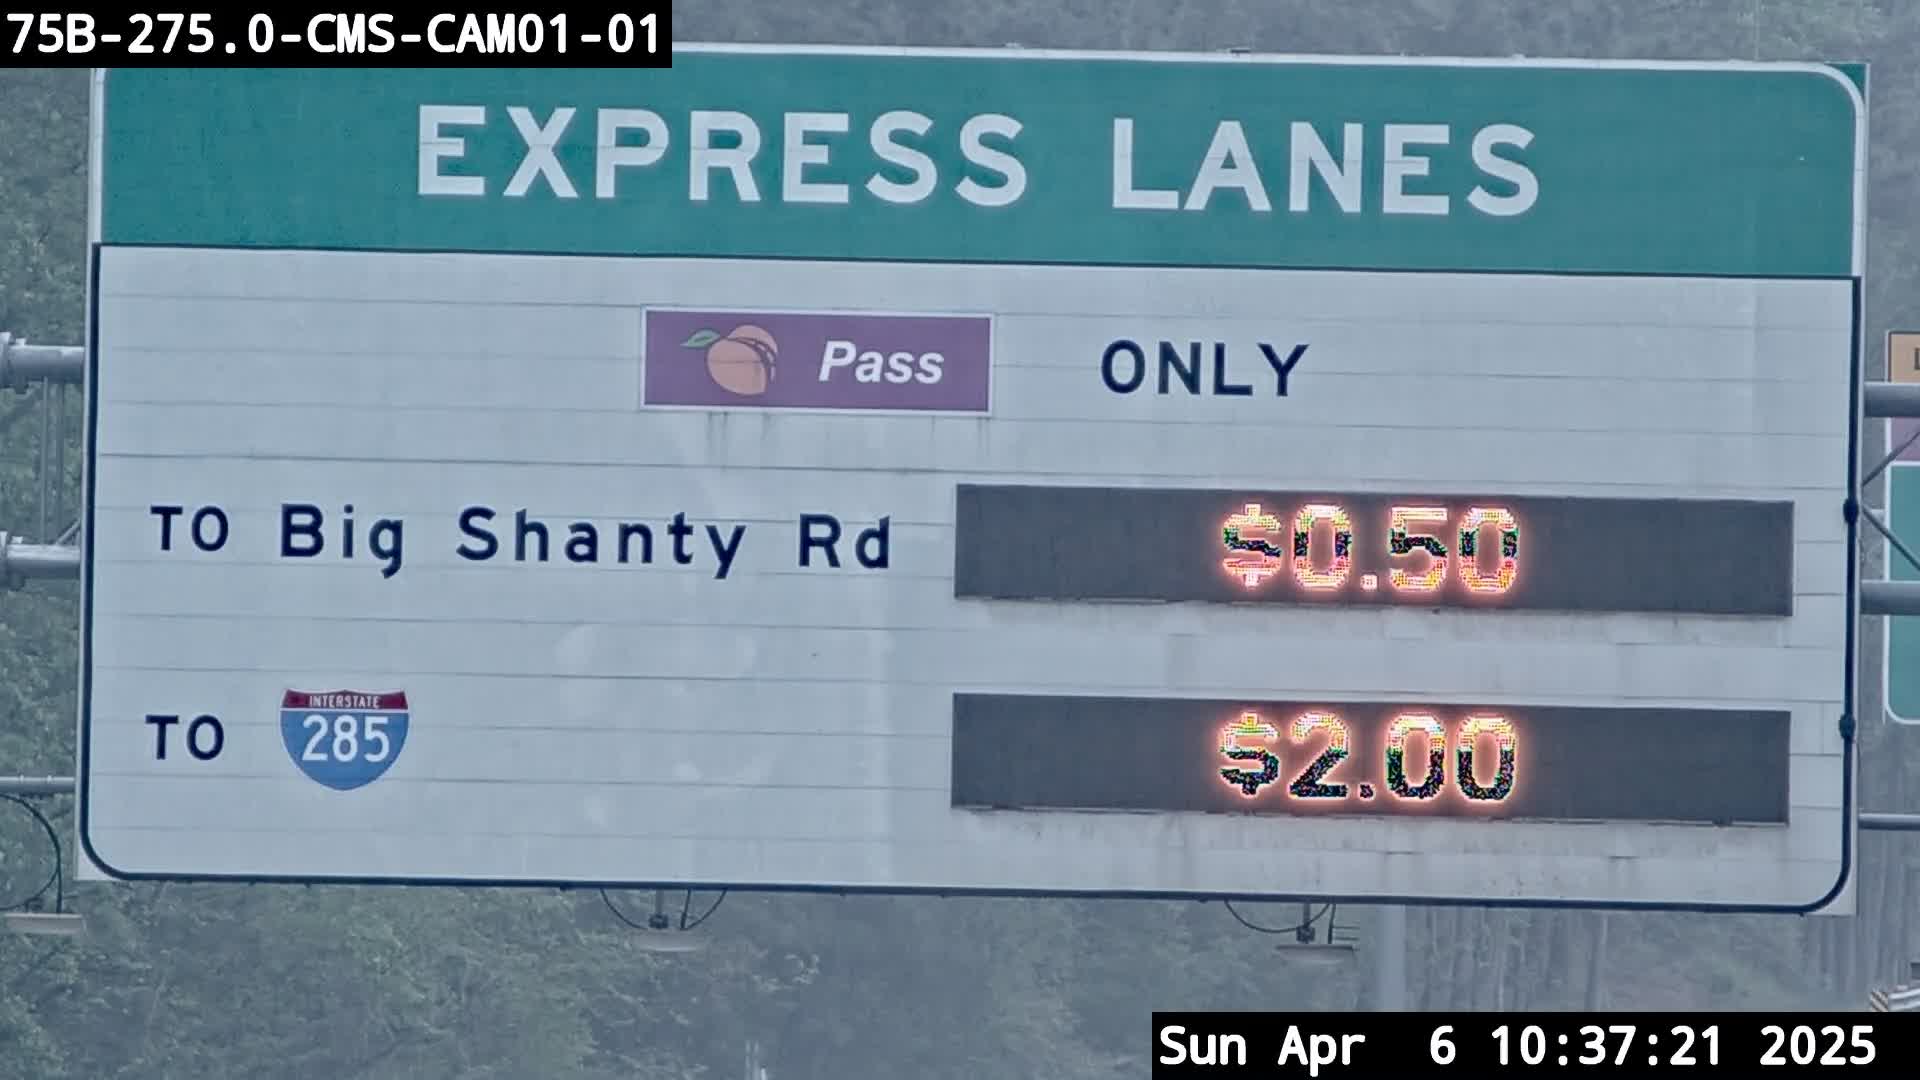 75B-275.0-CMS-CAM01-01
EXPRESS LANES
Pass ONLY
TO Big Shanty Rd $0.50
INTERSTATE
TO 285 $2.00
Sun Apr 6 10:37:21 2025